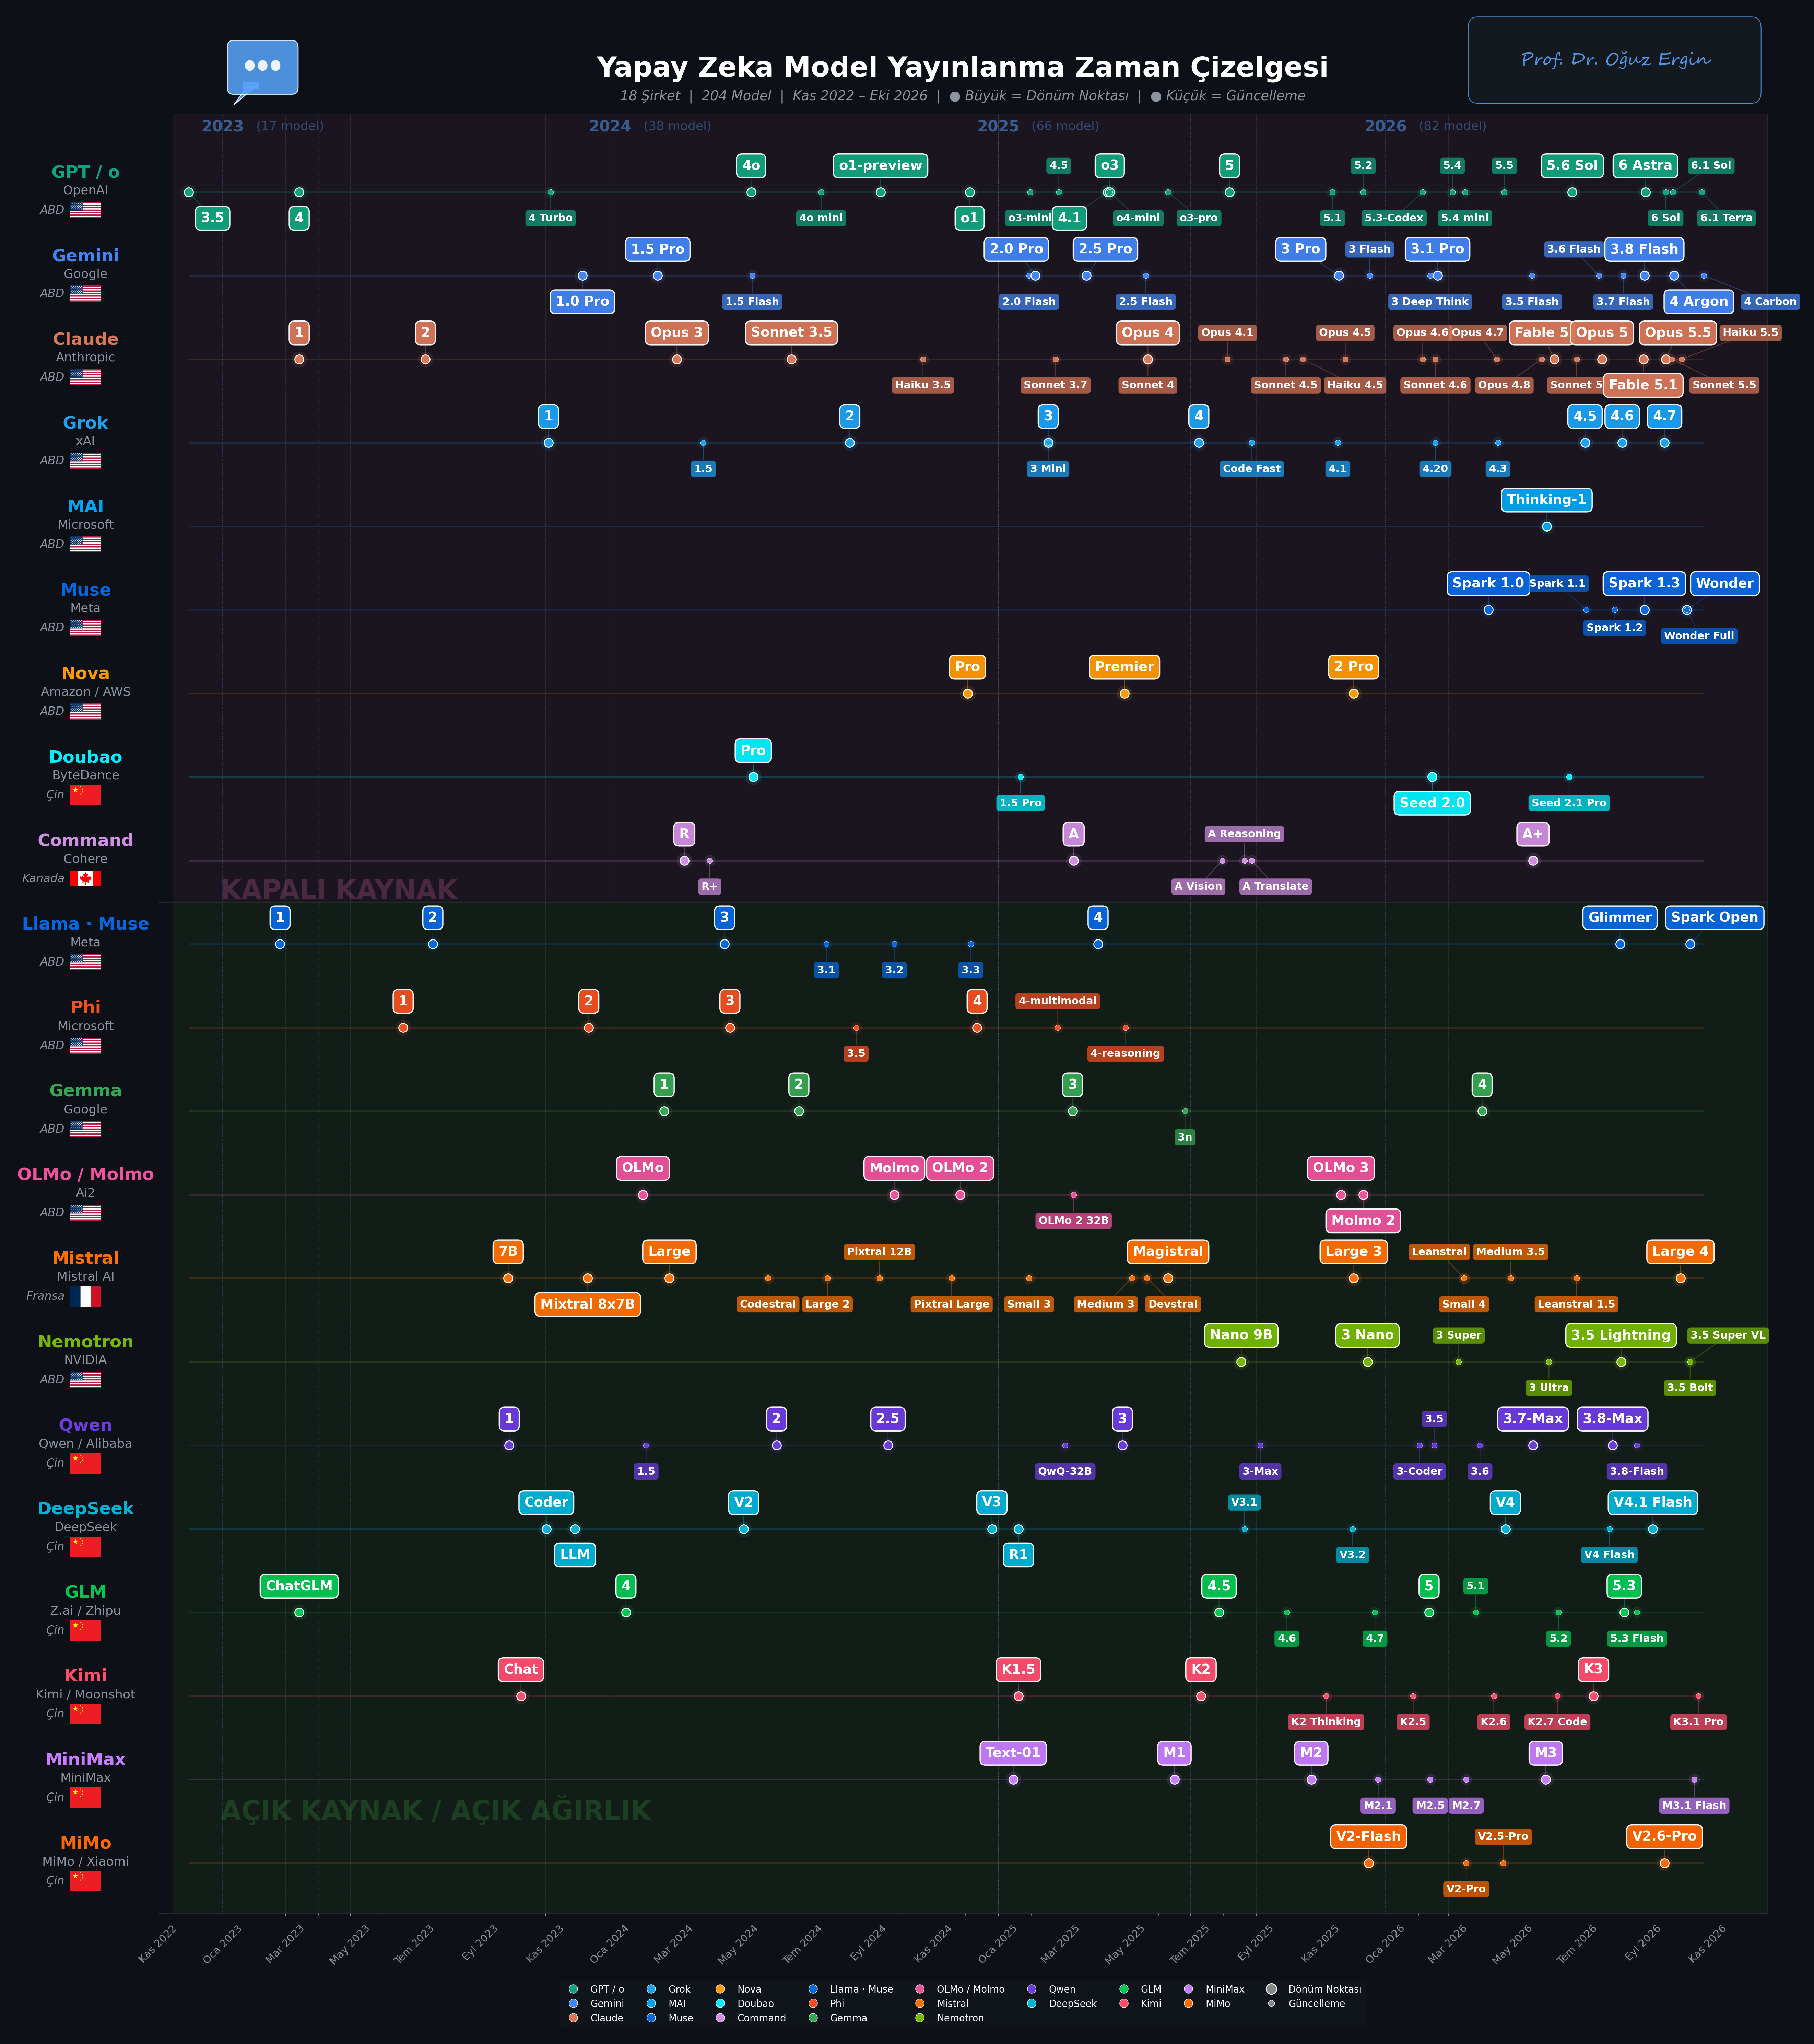 Yapay Zeka Model Yayınlanma Zaman Çizelgesi
Prof. Dr. Oğuz Ergin
18 Şirket | 204 Model | Kas 2022 – Eki 2026 | ● Büyük = Dönüm Noktası | ● Küçük = Güncelleme
2023 (17 model) 2024 (38 model) 2025 (66 model) 2026 (82 model)
GPT / o
OpenAI
ABD
4o o1-preview 4.5 o3 5 5.2 5.4 5.5 5.6 Sol 6 Astra 6.1 Sol
3.5 4 4 Turbo 4o mini o1 o3-mini 4.1 o4-mini o3-pro 5.1 5.3-Codex 5.4 mini 6 Sol 6.1 Terra
Gemini
Google
ABD
1.5 Pro 2.0 Pro 2.5 Pro 3 Pro 3 Flash 3.1 Pro 3.6 Flash 3.8 Flash
1.0 Pro 1.5 Flash 2.0 Flash 2.5 Flash 3 Deep Think 3.5 Flash 3.7 Flash 4 Argon 4 Carbon
Claude
Anthropic
ABD
1 2 Opus 3 Sonnet 3.5 Opus 4 Opus 4.1 Opus 4.5 Opus 4.6 Opus 4.7 Fable 5 Opus 5 Opus 5.5 Haiku 5.5
Haiku 3.5 Sonnet 3.7 Sonnet 4 Sonnet 4.5 Haiku 4.5 Sonnet 4.6 Opus 4.8 Sonnet 5 Fable 5.1 Sonnet 5.5
Grok
xAI
ABD
1 2 3 4 4.5 4.6 4.7
1.5 3 Mini Code Fast 4.1 4.20 4.3
MAI
Microsoft
ABD
Thinking-1
Muse
Meta
ABD
Spark 1.0 Spark 1.1 Spark 1.3 Wonder
Spark 1.2 Wonder Full
Nova
Amazon / AWS
ABD
Pro Premier 2 Pro
Doubao
ByteDance
Çin
Pro
1.5 Pro Seed 2.0 Seed 2.1 Pro
Command
Cohere
Kanada
R A A Reasoning A+
R+ A Vision A Translate
KAPALI KAYNAK
Llama · Muse
Meta
ABD
1 2 3 4 Glimmer Spark Open
3.1 3.2 3.3
Phi
Microsoft
ABD
1 2 3 4 4-multimodal
3.5 4-reasoning
Gemma
Google
ABD
1 2 3 4
3n
OLMo / Molmo
Ai2
ABD
OLMo Molmo OLMo 2 OLMo 3
OLMo 2 32B Molmo 2
Mistral
Mistral AI
Fransa
7B Large Pixtral 12B Magistral Large 3 Leanstral Medium 3.5 Large 4
Mixtral 8x7B Codestral Large 2 Pixtral Large Small 3 Medium 3 Devstral Small 4 Leanstral 1.5
Nemotron
NVIDIA
ABD
Nano 9B 3 Nano 3 Super 3.5 Lightning 3.5 Super VL
3 Ultra 3.5 Bolt
Qwen
Qwen / Alibaba
Çin
1 2 2.5 3 3.5 3.7-Max 3.8-Max
1.5 QwQ-32B 3-Max 3-Coder 3.6 3.8-Flash
DeepSeek
DeepSeek
Çin
Coder V2 V3 V3.1 V4 V4.1 Flash
LLM R1 V3.2 V4 Flash
GLM
Z.ai / Zhipu
Çin
ChatGLM 4 4.5 5 5.1 5.3
4.6 4.7 5.2 5.3 Flash
Kimi
Kimi / Moonshot
Çin
Chat K1.5 K2 K3
K2 Thinking K2.5 K2.6 K2.7 Code K3.1 Pro
MiniMax
MiniMax
Çin
Text-01 M1 M2 M3
M2.1 M2.5 M2.7 M3.1 Flash
AÇIK KAYNAK / AÇIK AĞIRLIK
MiMo
MiMo / Xiaomi
Çin
V2-Flash V2.5-Pro V2.6-Pro
V2-Pro
Kas 2022 Oca 2023 Mar 2023 May 2023 Tem 2023 Eyl 2023 Kas 2023 Oca 2024 Mar 2024 May 2024 Tem 2024 Eyl 2024 Kas 2024 Oca 2025 Mar 2025 May 2025 Tem 2025 Eyl 2025 Kas 2025 Oca 2026 Mar 2026 May 2026 Tem 2026 Eyl 2026 Kas 2026
GPT / o Grok Nova Llama · Muse OLMo / Molmo Qwen GLM MiniMax Dönüm Noktası
Gemini MAI Doubao Phi Mistral DeepSeek Kimi MiMo Güncelleme
Claude Muse Command Gemma Nemotron